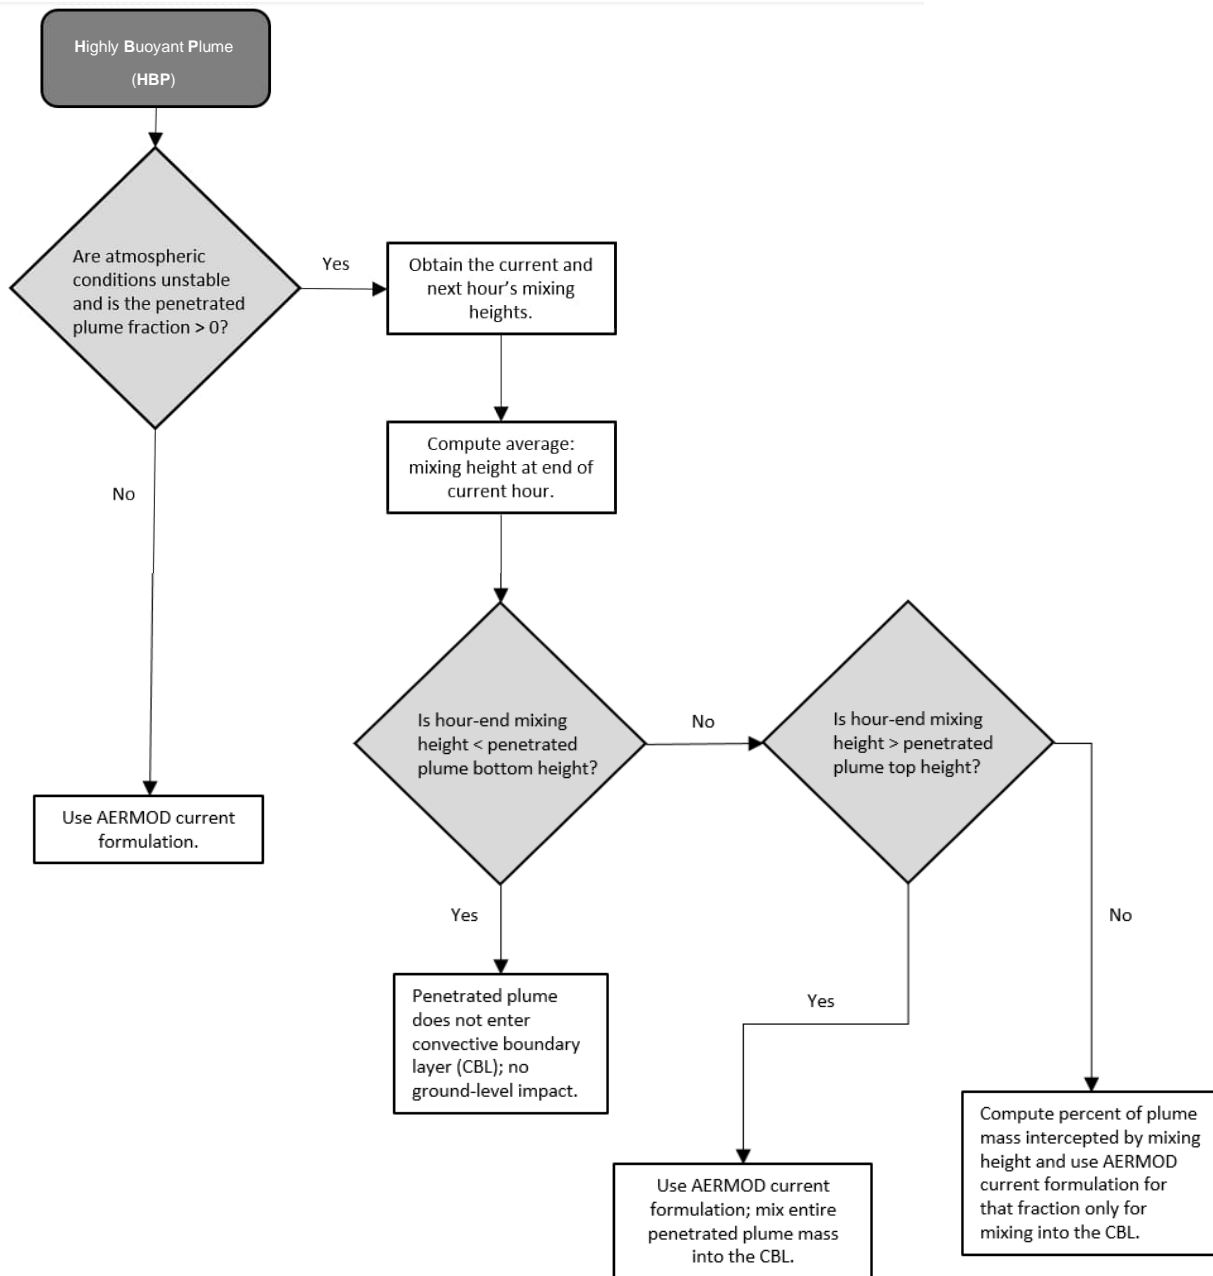 Highly Buoyant Plume
(HBP)
Are atmospheric
conditions unstable
and is the penetrated
plume fraction > 0?
Yes
Obtain the current and
next hour's mixing
heights.
Compute average:
mixing height at end of
current hour.
No
Use AERMOD current
formulation.
Is hour-end mixing
height < penetrated
plume bottom height?
No
Is hour-end mixing
height > penetrated
plume top height?
Yes
Penetrated plume
does not enter
convective boundary
layer (CBL); no
ground-level impact.
Yes
Use AERMOD current
formulation; mix entire
penetrated plume mass
into the CBL.
No
Compute percent of plume
mass intercepted by mixing
height and use AERMOD
current formulation for
that fraction only for
mixing into the CBL.